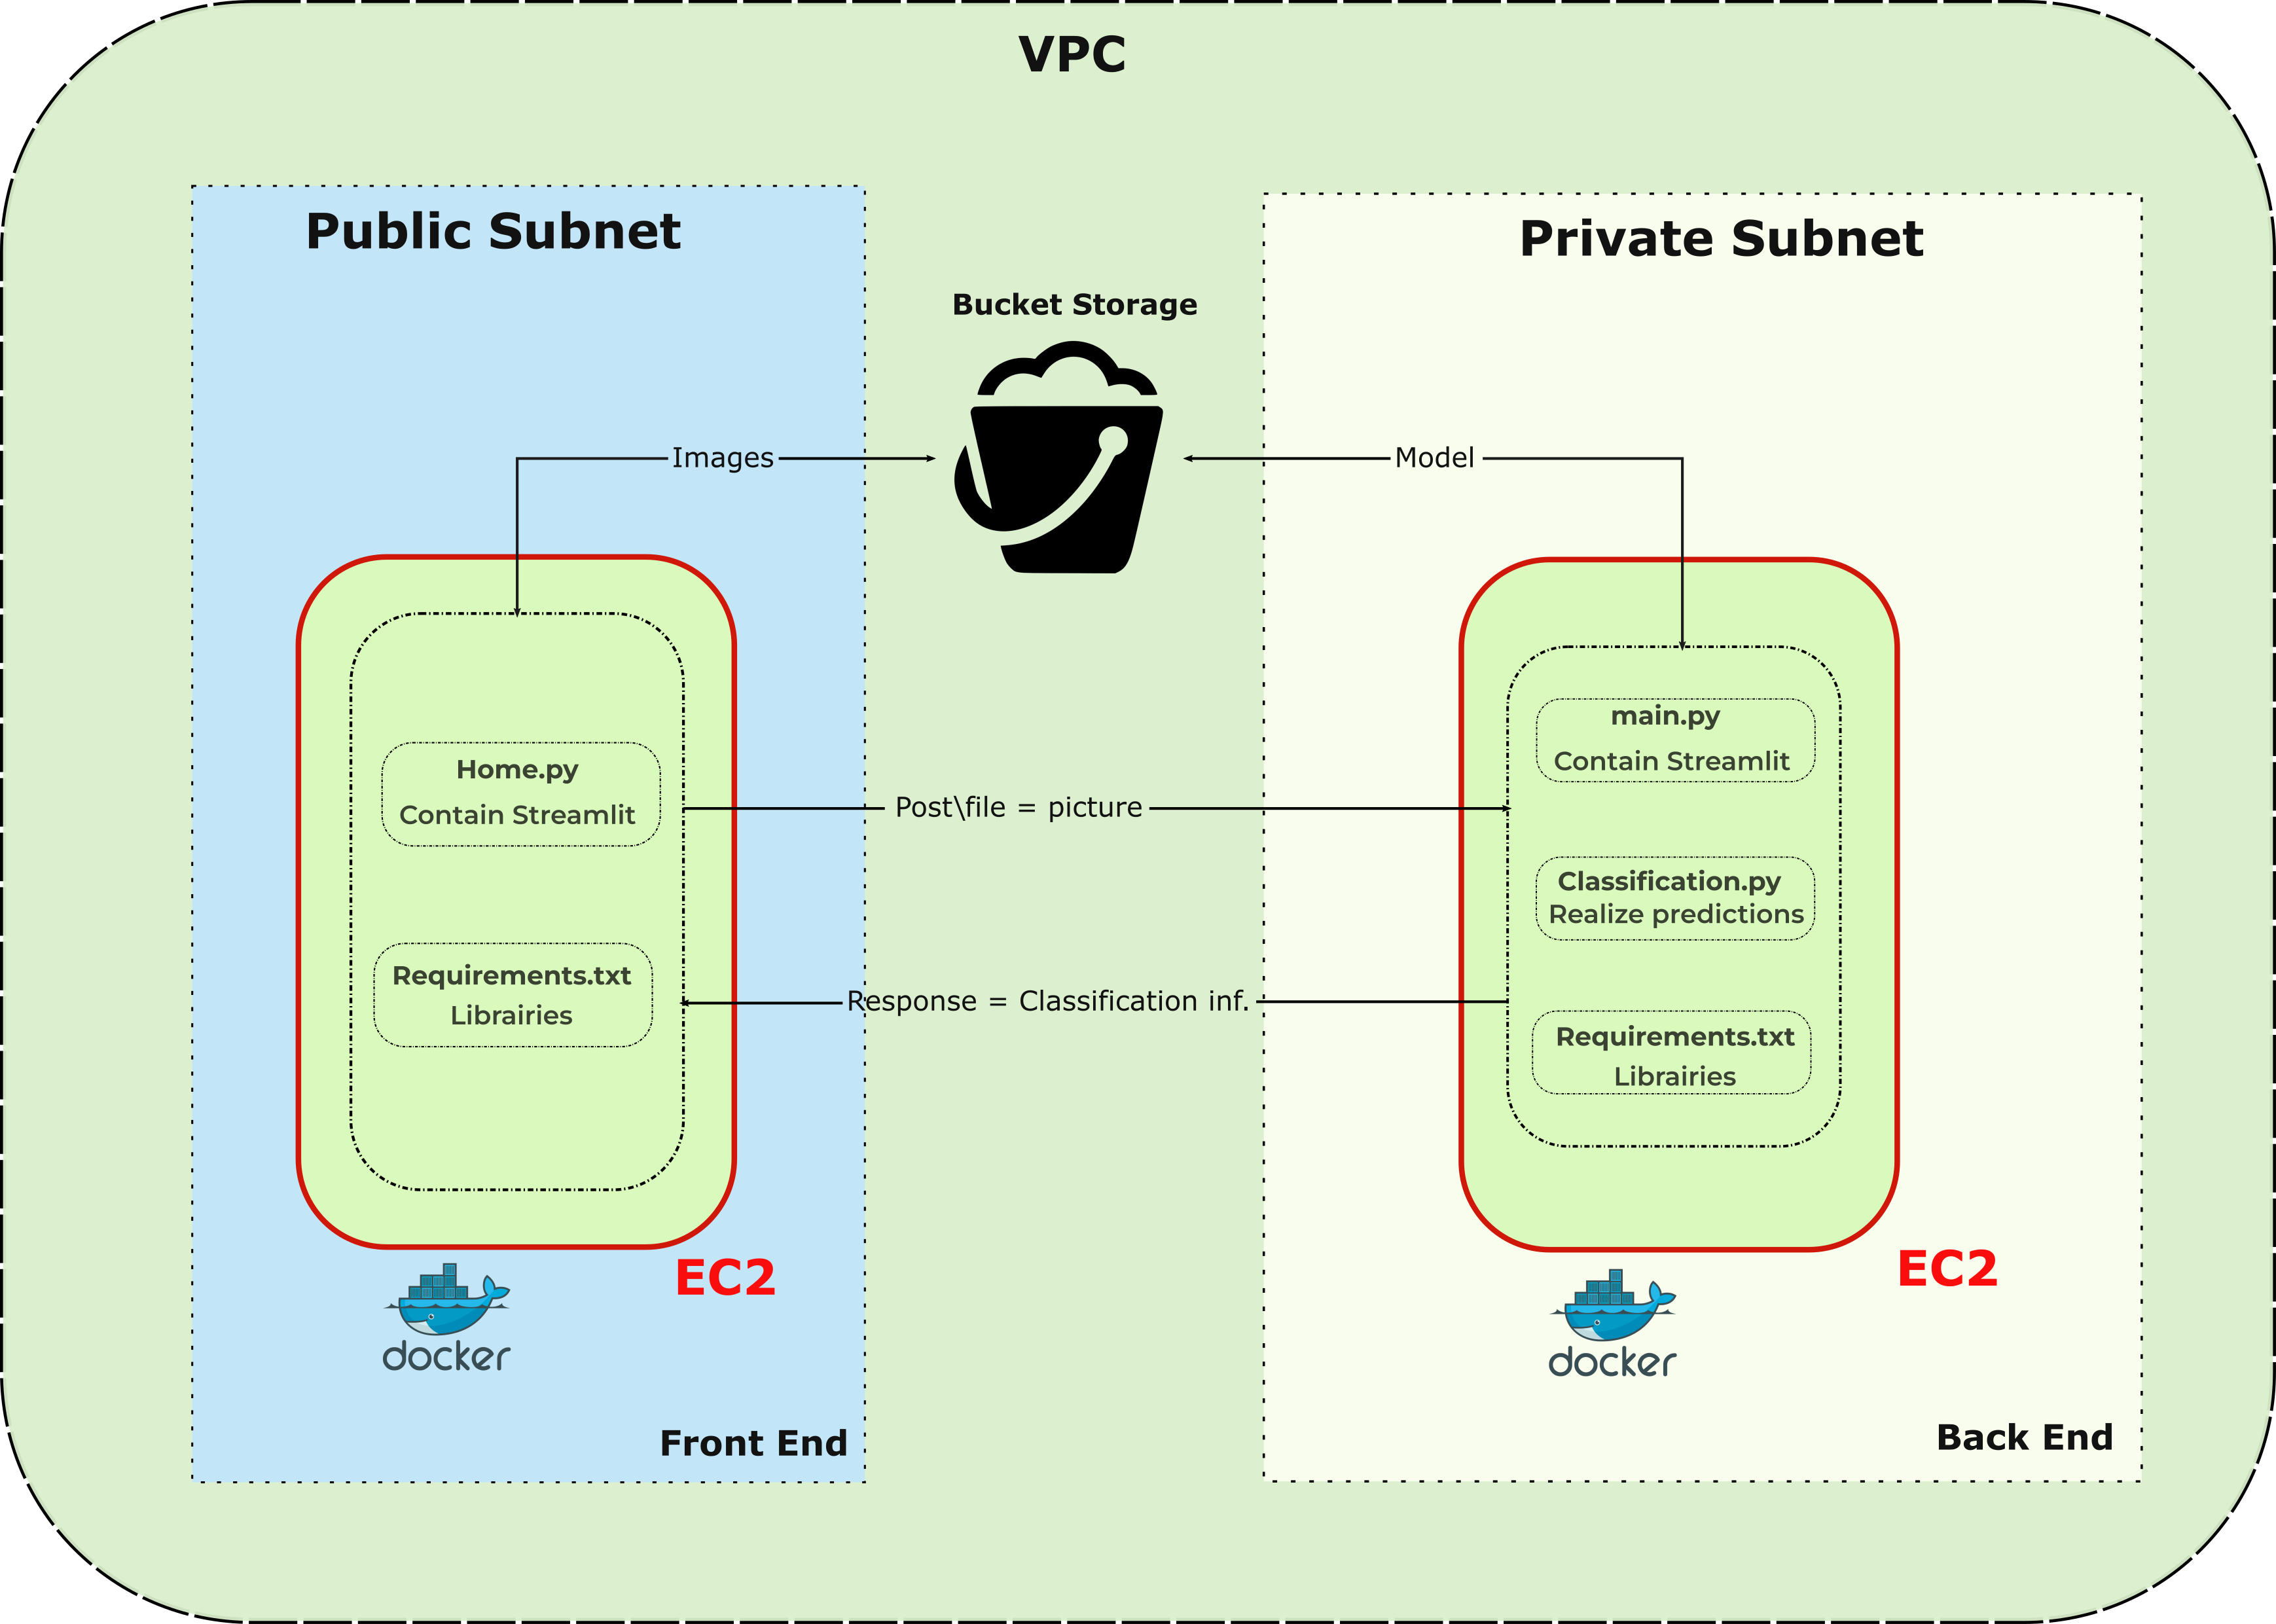 VPC
Public Subnet
Private Subnet
Bucket Storage
Images
Model
Home.py
Contain Streamlit
Requirements.txt
Librairies
Post\file = picture
Response = Classification inf.
main.py
Contain Streamlit
Classification.py
Realize predictions
Requirements.txt
Librairies
EC2
docker
Front End
EC2
docker
Back End